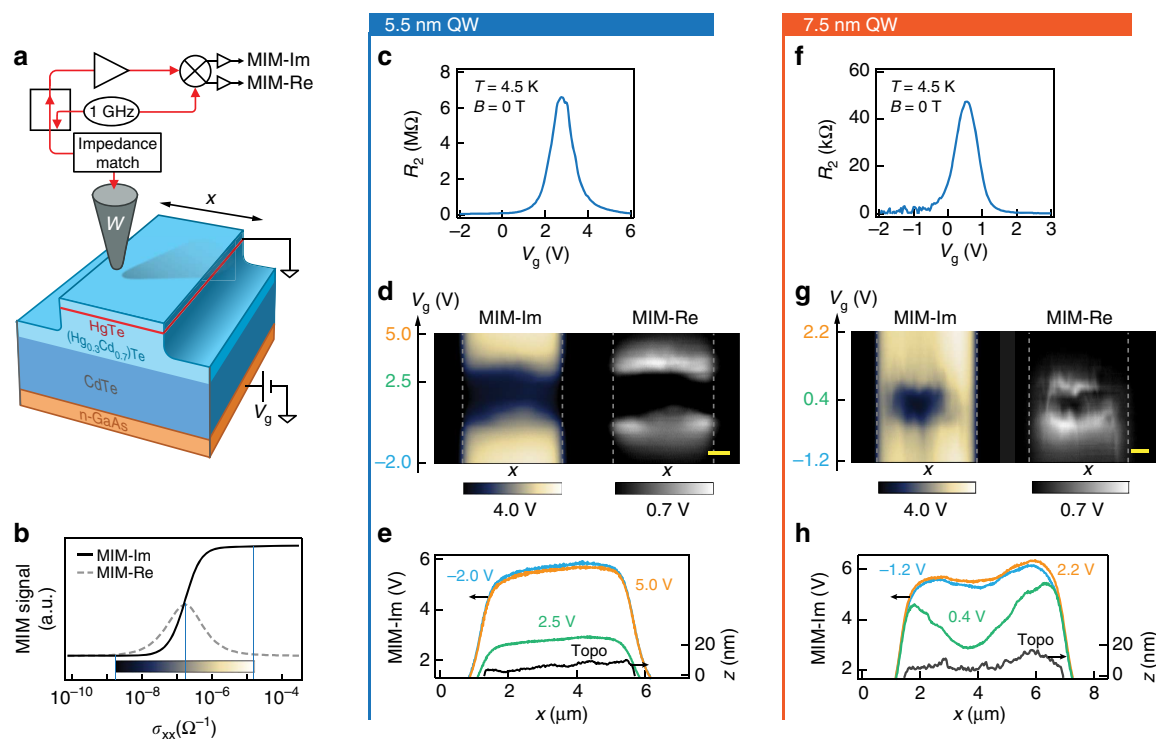 5.5 nm QW
7.5 nm QW
a
MIM-Im
MIM-Re
1 GHz
Impedance
match
W
x
HgTe
(Hg0.3Cd0.7)Te
CdTe
n-GaAs
Vg
b
MIM signal
(a.u.)
MIM-Im
MIM-Re
10⁻¹⁰ 10⁻⁸ 10⁻⁶ 10⁻⁴
σxx(Ω⁻¹)
c
R2 (MΩ)
8
6
4
2
0
T = 4.5 K
B = 0 T
−2 0 2 4 6
Vg (V)
d
Vg (V)
MIM-Im MIM-Re
5.0
2.5
−2.0
x x
4.0 V 0.7 V
e
MIM-Im (V)
6
4
2
−2.0 V
5.0 V
2.5 V
Topo
20
0
z (nm)
2 4 6
x (μm)
f
R2 (kΩ)
60
40
20
0
T = 4.5 K
B = 0 T
−2 −1 0 1 2 3
Vg (V)
g
Vg (V)
MIM-Im MIM-Re
2.2
0.4
−1.2
x x
4.0 V 0.7 V
h
MIM-Im (V)
6
4
2
−1.2 V
2.2 V
0.4 V
Topo
20
0
z (nm)
2 4 6 8
x (μm)